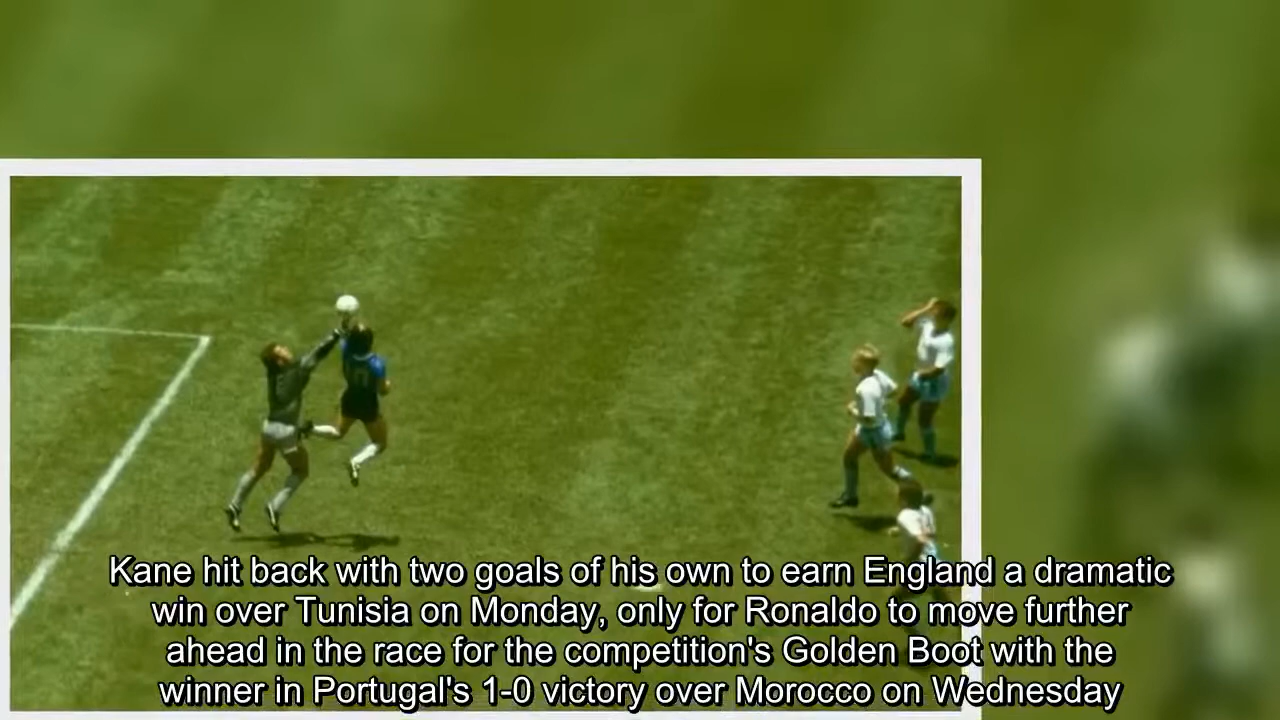 Kane hit back with two goals of his own to earn England a dramatic
win over Tunisia on Monday, only for Ronaldo to move further
ahead in the race for the competition's Golden Boot with the
winner in Portugal's 1-0 victory over Morocco on Wednesday